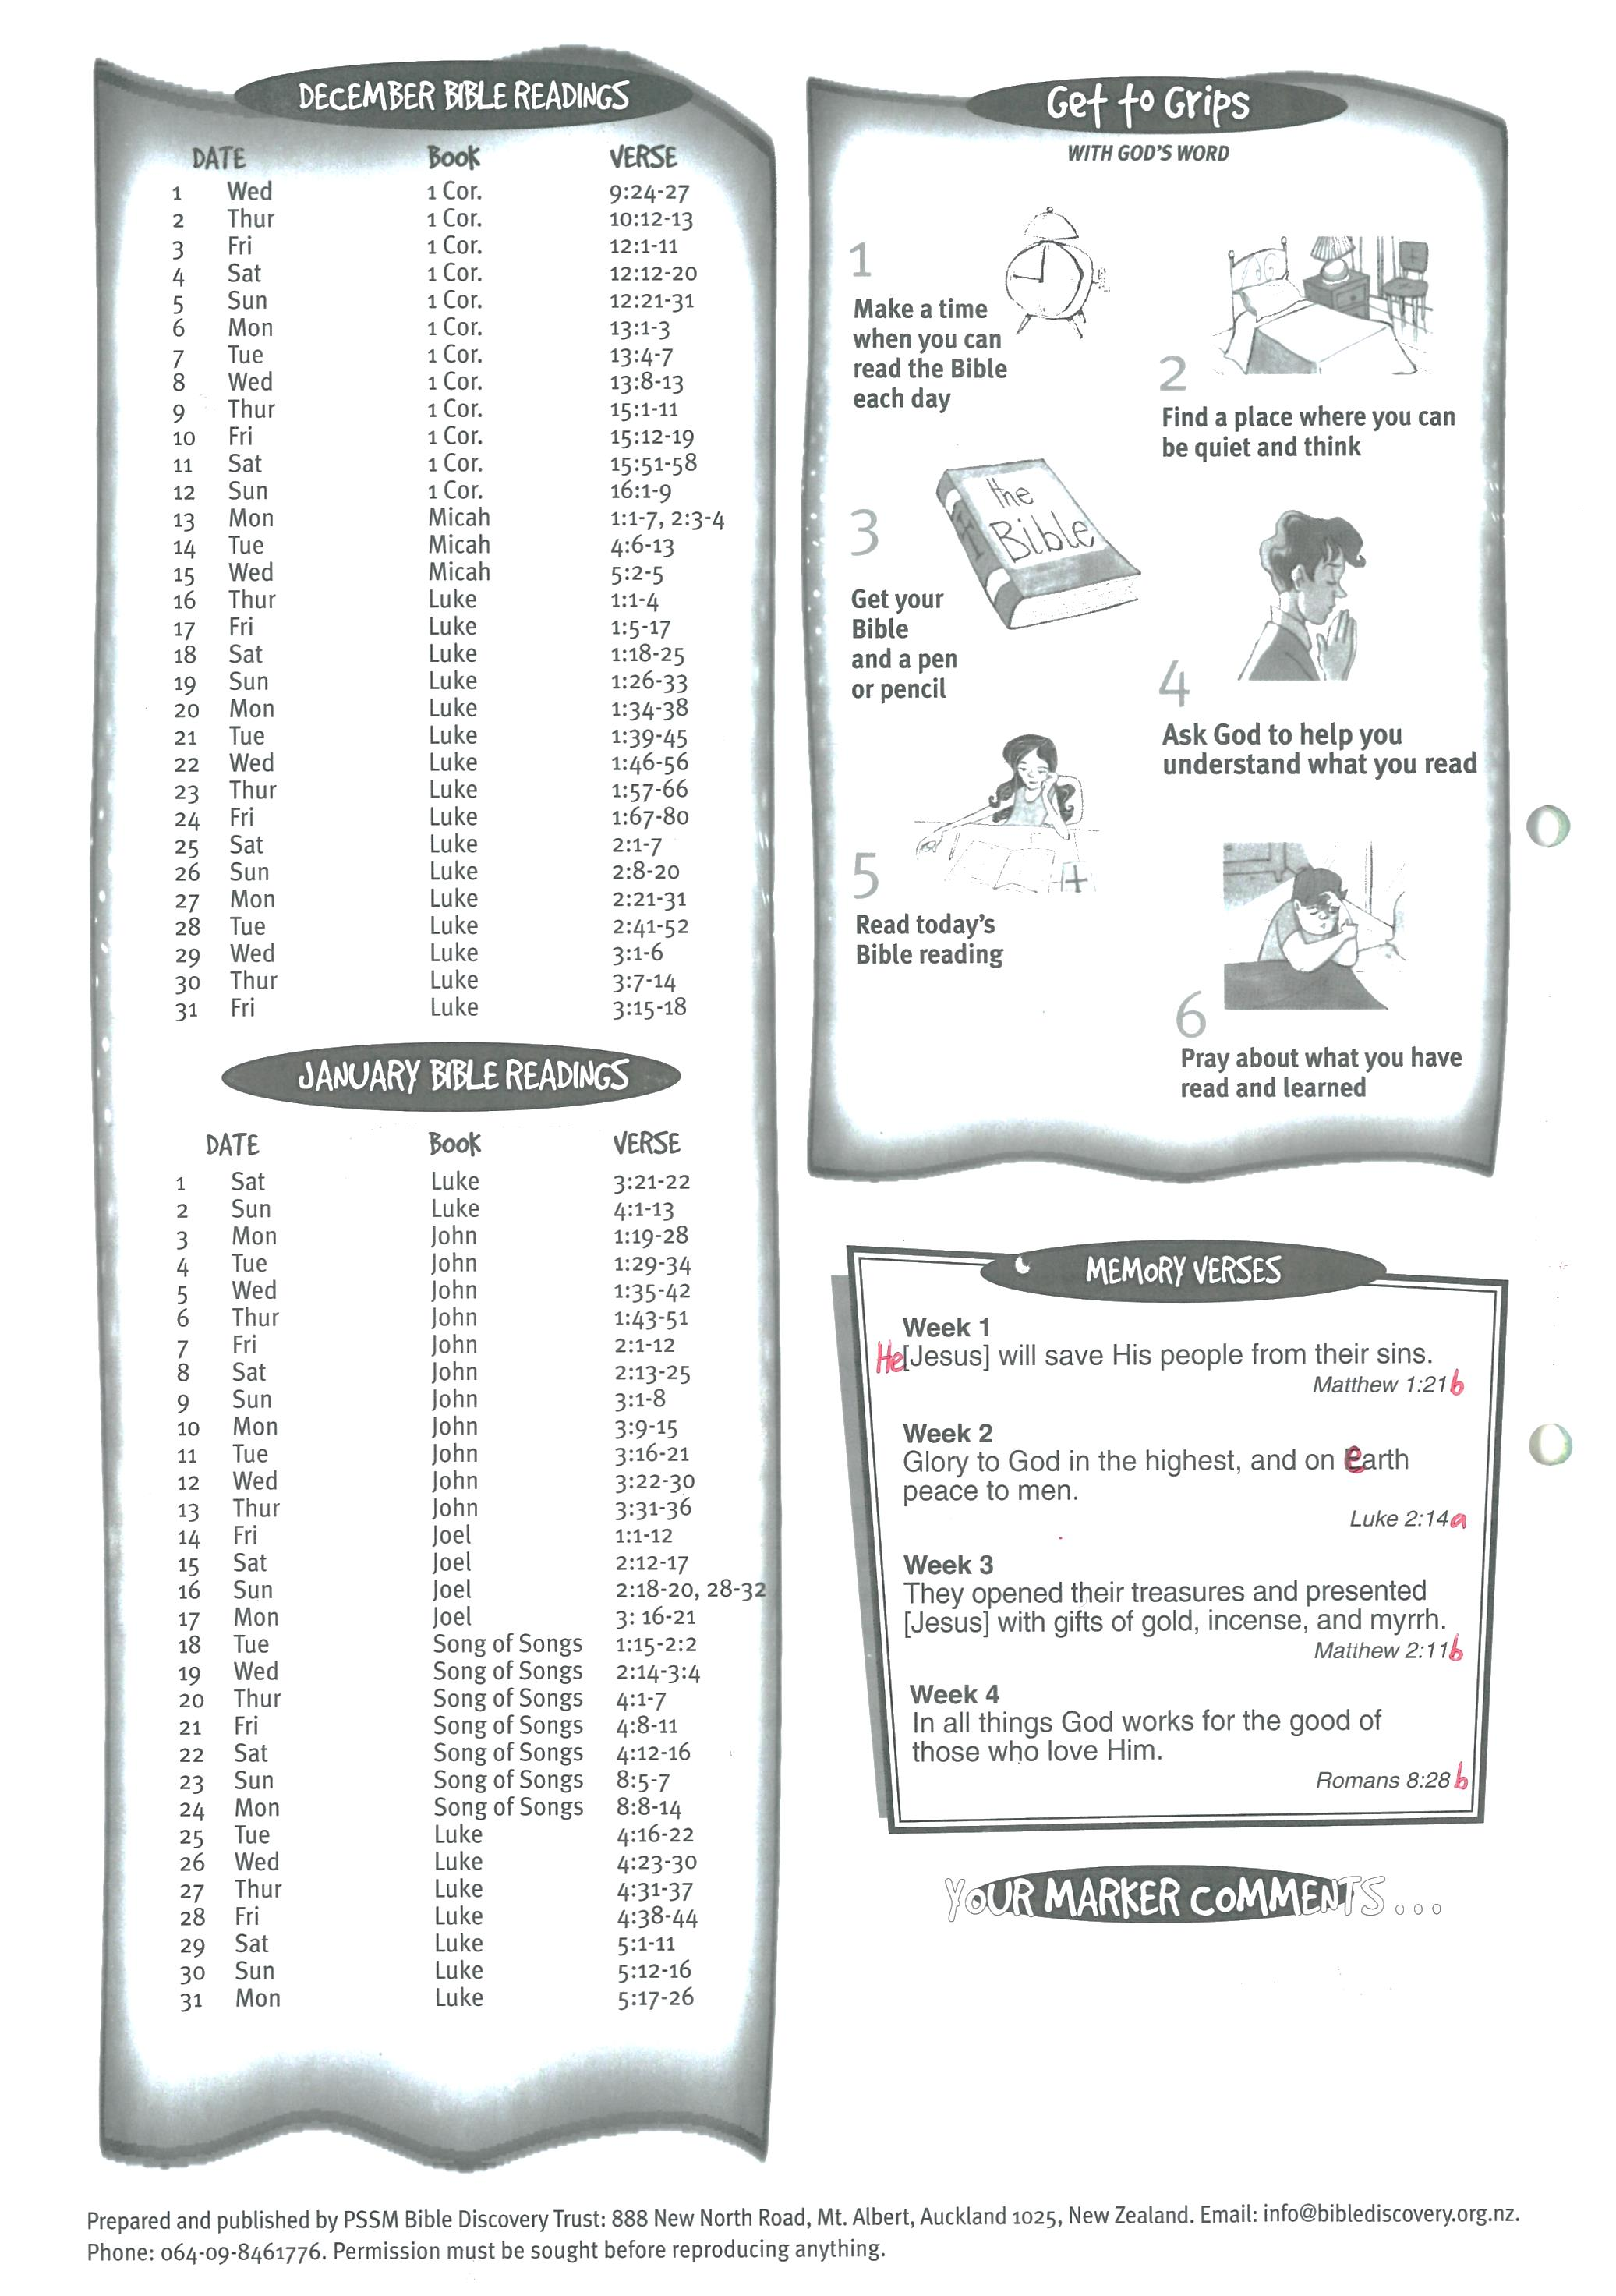 DECEMBER BIBLE READINGS
DATE Book VERSE
1 Wed 1 Cor. 9:24-27
2 Thur 1 Cor. 10:12-13
3 Fri 1 Cor. 12:1-11
4 Sat 1 Cor. 12:12-20
5 Sun 1 Cor. 12:21-31
6 Mon 1 Cor. 13:1-3
7 Tue 1 Cor. 13:4-7
8 Wed 1 Cor. 13:8-13
9 Thur 1 Cor. 15:1-11
10 Fri 1 Cor. 15:12-19
11 Sat 1 Cor. 15:51-58
12 Sun 1 Cor. 16:1-9
13 Mon Micah 1:1-7, 2:3-4
14 Tue Micah 4:6-13
15 Wed Micah 5:2-5
16 Thur Luke 1:1-4
17 Fri Luke 1:5-17
18 Sat Luke 1:18-25
19 Sun Luke 1:26-33
20 Mon Luke 1:34-38
21 Tue Luke 1:39-45
22 Wed Luke 1:46-56
23 Thur Luke 1:57-66
24 Fri Luke 1:67-80
25 Sat Luke 2:1-7
26 Sun Luke 2:8-20
27 Mon Luke 2:21-31
28 Tue Luke 2:41-52
29 Wed Luke 3:1-6
30 Thur Luke 3:7-14
31 Fri Luke 3:15-18
JANUARY BIBLE READINGS
DATE Book VERSE
1 Sat Luke 3:21-22
2 Sun Luke 4:1-13
3 Mon John 1:19-28
4 Tue John 1:29-34
5 Wed John 1:35-42
6 Thur John 1:43-51
7 Fri John 2:1-12
8 Sat John 2:13-25
9 Sun John 3:1-8
10 Mon John 3:9-15
11 Tue John 3:16-21
12 Wed John 3:22-30
13 Thur John 3:31-36
14 Fri Joel 1:1-12
15 Sat Joel 2:12-17
16 Sun Joel 2:18-20, 28-32
17 Mon Joel 3: 16-21
18 Tue Song of Songs 1:15-2:2
19 Wed Song of Songs 2:14-3:4
20 Thur Song of Songs 4:1-7
21 Fri Song of Songs 4:8-11
22 Sat Song of Songs 4:12-16
23 Sun Song of Songs 8:5-7
24 Mon Song of Songs 8:8-14
25 Tue Luke 4:16-22
26 Wed Luke 4:23-30
27 Thur Luke 4:31-37
28 Fri Luke 4:38-44
29 Sat Luke 5:1-11
30 Sun Luke 5:12-16
31 Mon Luke 5:17-26
Get to Grips
WITH GOD'S WORD
1
Make a time
when you can
read the Bible
each day
2
Find a place where you can
be quiet and think
the
Bible
3
Get your
Bible
and a pen
or pencil
4
Ask God to help you
understand what you read
5
Read today's
Bible reading
6
Pray about what you have
read and learned
MEMORY VERSES
Week 1
He [Jesus] will save His people from their sins.
Matthew 1:21b
Week 2
Glory to God in the highest, and on earth
peace to men.
Luke 2:14a
Week 3
They opened their treasures and presented
[Jesus] with gifts of gold, incense, and myrrh.
Matthew 2:11b
Week 4
In all things God works for the good of
those who love Him.
Romans 8:28b
YOUR MARKER COMMENTS...
Prepared and published by PSSM Bible Discovery Trust: 888 New North Road, Mt. Albert, Auckland 1025, New Zealand. Email: info@biblediscovery.org.nz.
Phone: 064-09-8461776. Permission must be sought before reproducing anything.